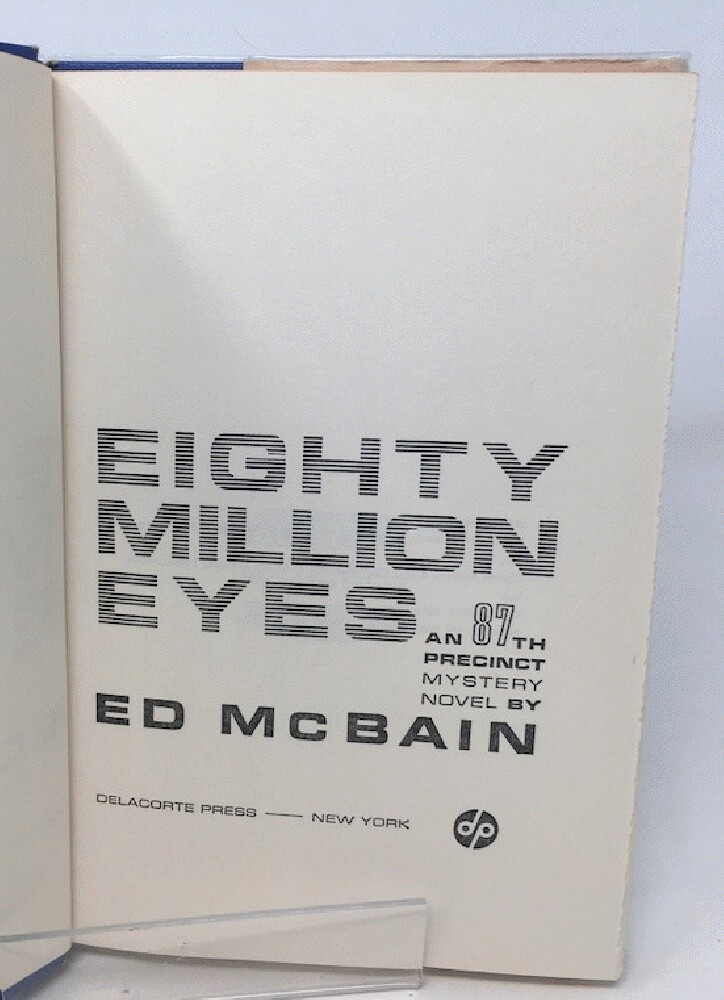 EIGHTY
MILLION
EYES
AN 87TH
PRECINCT
MYSTERY
NOVEL BY
ED McBAIN
DELACORTE PRESS — NEW YORK
dp